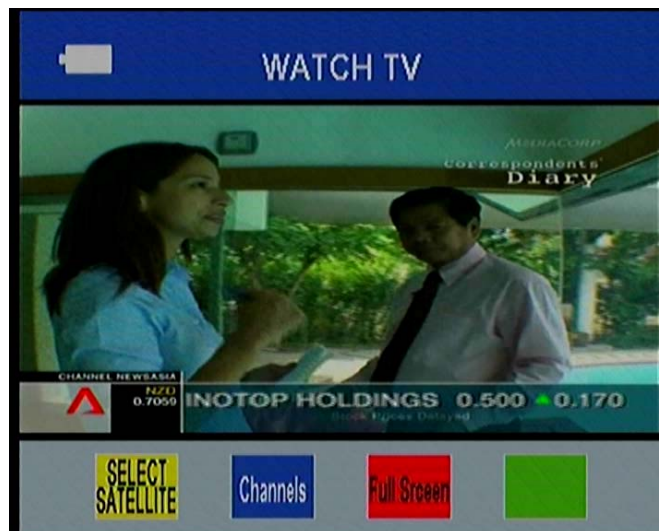 WATCH TV
MEDIACORP
Correspondents'
Diary
CHANNEL NEWSASIA
NZD
0.7059
INOTOP HOLDINGS 0.500 ▲0.170
Stock Prices Delayed
SELECT
SATELLITE
Channels
Full Srceen